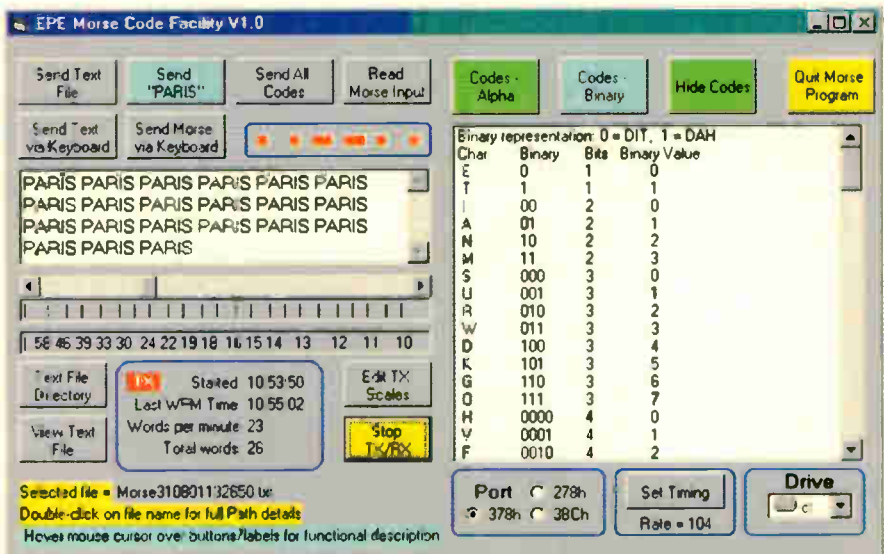 EPE Morse Code Facility V1.0
Send Text File
Send "PARIS"
Send All Codes
Read Morse Input
Codes - Alpha
Codes - Binary
Hide Codes
Quit Morse Program
Send Text via Keyboard
Send Morse via Keyboard
PARIS PARIS PARIS PARIS PARIS PARIS
PARIS PARIS PARIS PARIS PARIS PARIS
PARIS PARIS PARIS PARIS PARIS PARIS
PARIS PARIS PARIS
Binary representation: 0 = DIT, 1 = DAH
Char Binary Bits Binary Value
E 0 1 0
T 1 1 1
I 00 2 0
A 01 2 1
N 10 2 2
M 11 2 3
S 000 3 0
U 001 3 1
R 010 3 2
W 011 3 3
D 100 3 4
K 101 3 5
G 110 3 6
O 111 3 7
H 0000 4 0
V 0001 4 1
F 0010 4 2
58 46 39 33 30 24 22 19 18 16 15 14 13 12 11 10
Text File Directory
View Text File
TX Started 10:53:50
Last WPM Time 10:55:02
Words per minute 23
Total words 26
Edit TX Scales
Stop TX/RX
Selected file = Morse3108011132650.txt
Double-click on file name for full Path details
Hover mouse cursor over buttons/labels for functional description
Port 278h
378h 3BCh
Set Timing
Rate = 104
Drive
c: